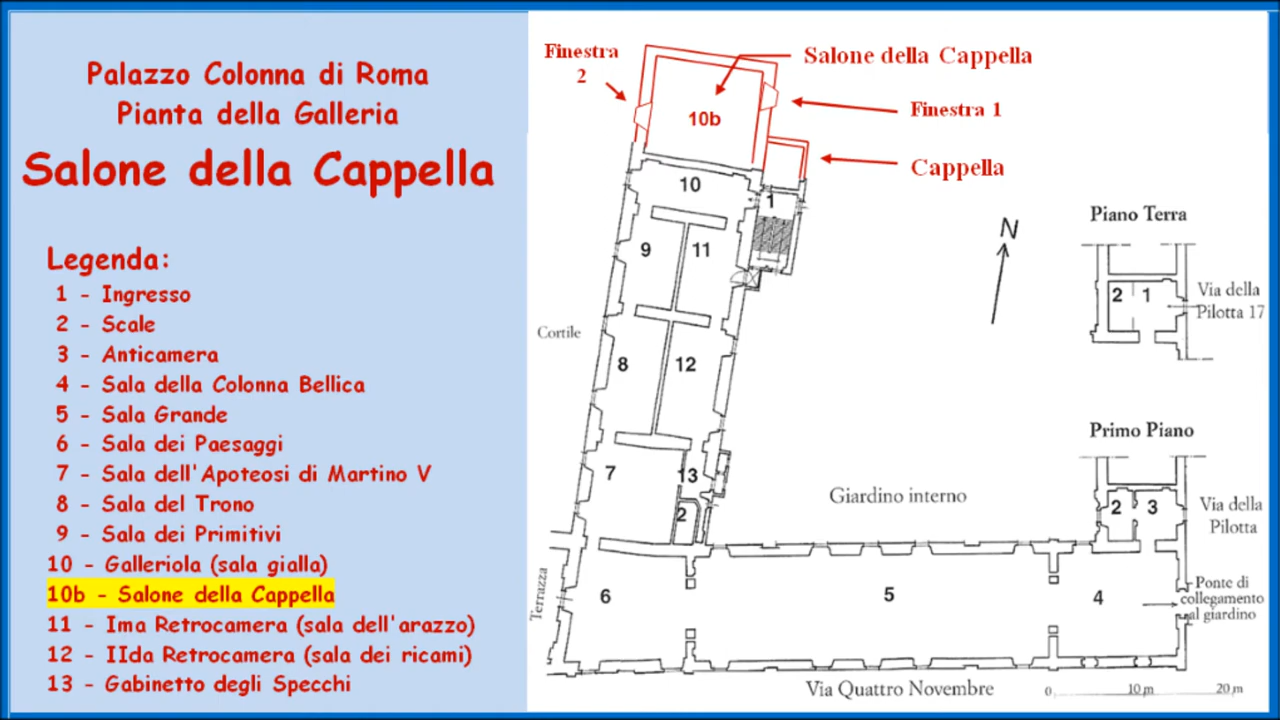 Palazzo Colonna di Roma
Pianta della Galleria
Salone della Cappella
Legenda:
1 - Ingresso
2 - Scale
3 - Anticamera
4 - Sala della Colonna Bellica
5 - Sala Grande
6 - Sala dei Paesaggi
7 - Sala dell'Apoteosi di Martino V
8 - Sala del Trono
9 - Sala dei Primitivi
10 - Galleriola (sala gialla)
10b - Salone della Cappella
11 - Ima Retrocamera (sala dell'arazzo)
12 - IIda Retrocamera (sala dei ricami)
13 - Gabinetto degli Specchi
Finestra
2
Salone della Cappella
Finestra 1
10b
Cappella
10
1
9
11
N
Cortile
8
12
7
13
2
Giardino interno
Terrazza
6
5
4
Via Quattro Novembre
Piano Terra
2
1
Via della
Pilotta 17
Primo Piano
2
3
Via della
Pilotta
Ponte di
collegamento
al giardino
0
10 m
20 m